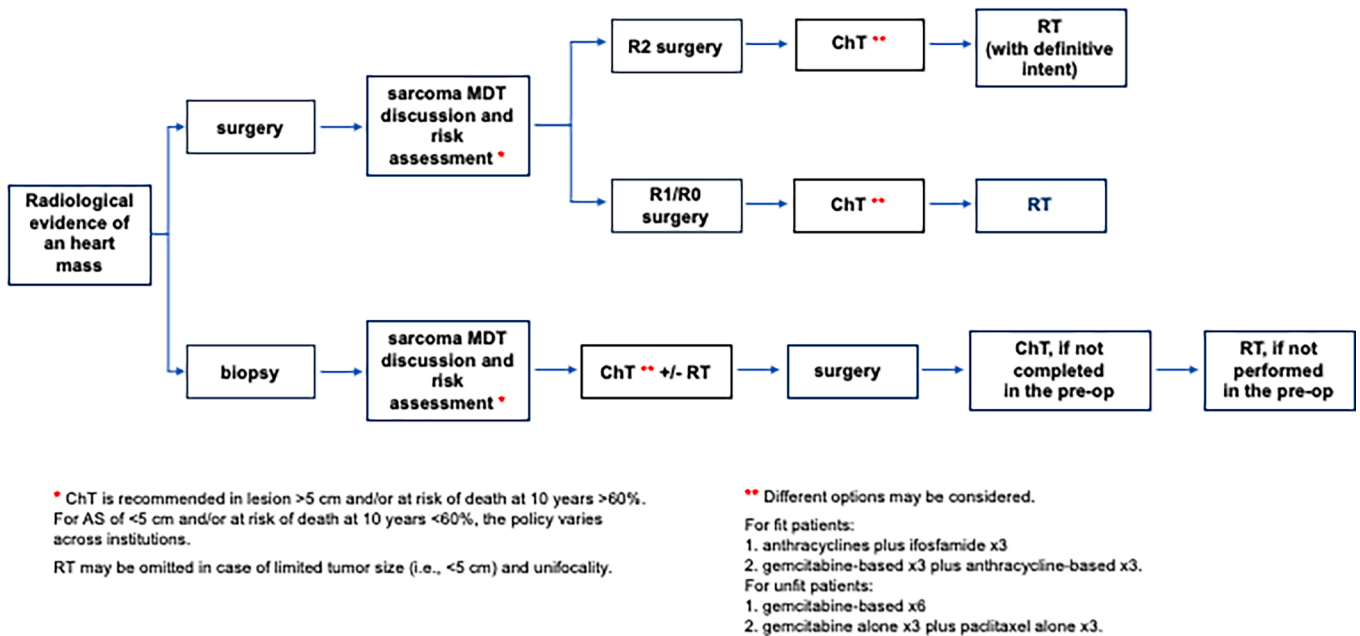 Radiological
evidence of
an heart
mass
surgery
sarcoma MDT
discussion and
risk
assessment *
R2 surgery
ChT **
RT
(with definitive
intent)
R1/R0
surgery
ChT **
RT
biopsy
sarcoma MDT
discussion and
risk
assessment *
ChT ** +/- RT
surgery
ChT, if not
completed
in the pre-op
RT, if not
performed
in the pre-op
* ChT is recommended in lesion >5 cm and/or at risk of death at 10 years >60%.
For AS of <5 cm and/or at risk of death at 10 years <60%, the policy varies
across institutions.
RT may be omitted in case of limited tumor size (i.e., <5 cm) and unifocality.
** Different options may be considered.
For fit patients:
1. anthracyclines plus ifosfamide x3
2. gemcitabine-based x3 plus anthracycline-based x3.
For unfit patients:
1. gemcitabine-based x6
2. gemcitabine alone x3 plus paclitaxel alone x3.